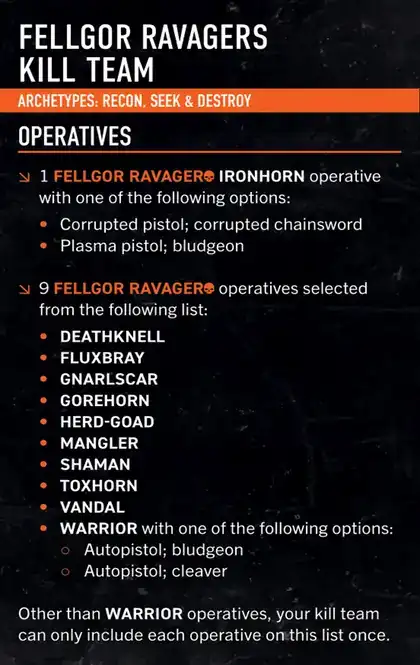 FELLGOR RAVAGERS
KILL TEAM
ARCHETYPES: RECON, SEEK & DESTROY
OPERATIVES
↘ 1 FELLGOR RAVAGER💀 IRONHORN operative
with one of the following options:
• Corrupted pistol; corrupted chainsword
• Plasma pistol; bludgeon
↘ 9 FELLGOR RAVAGER💀 operatives selected
from the following list:
• DEATHKNELL
• FLUXBRAY
• GNARLSCAR
• GOREHORN
• HERD-GOAD
• MANGLER
• SHAMAN
• TOXHORN
• VANDAL
• WARRIOR with one of the following options:
○ Autopistol; bludgeon
○ Autopistol; cleaver
Other than WARRIOR operatives, your kill team
can only include each operative on this list once.